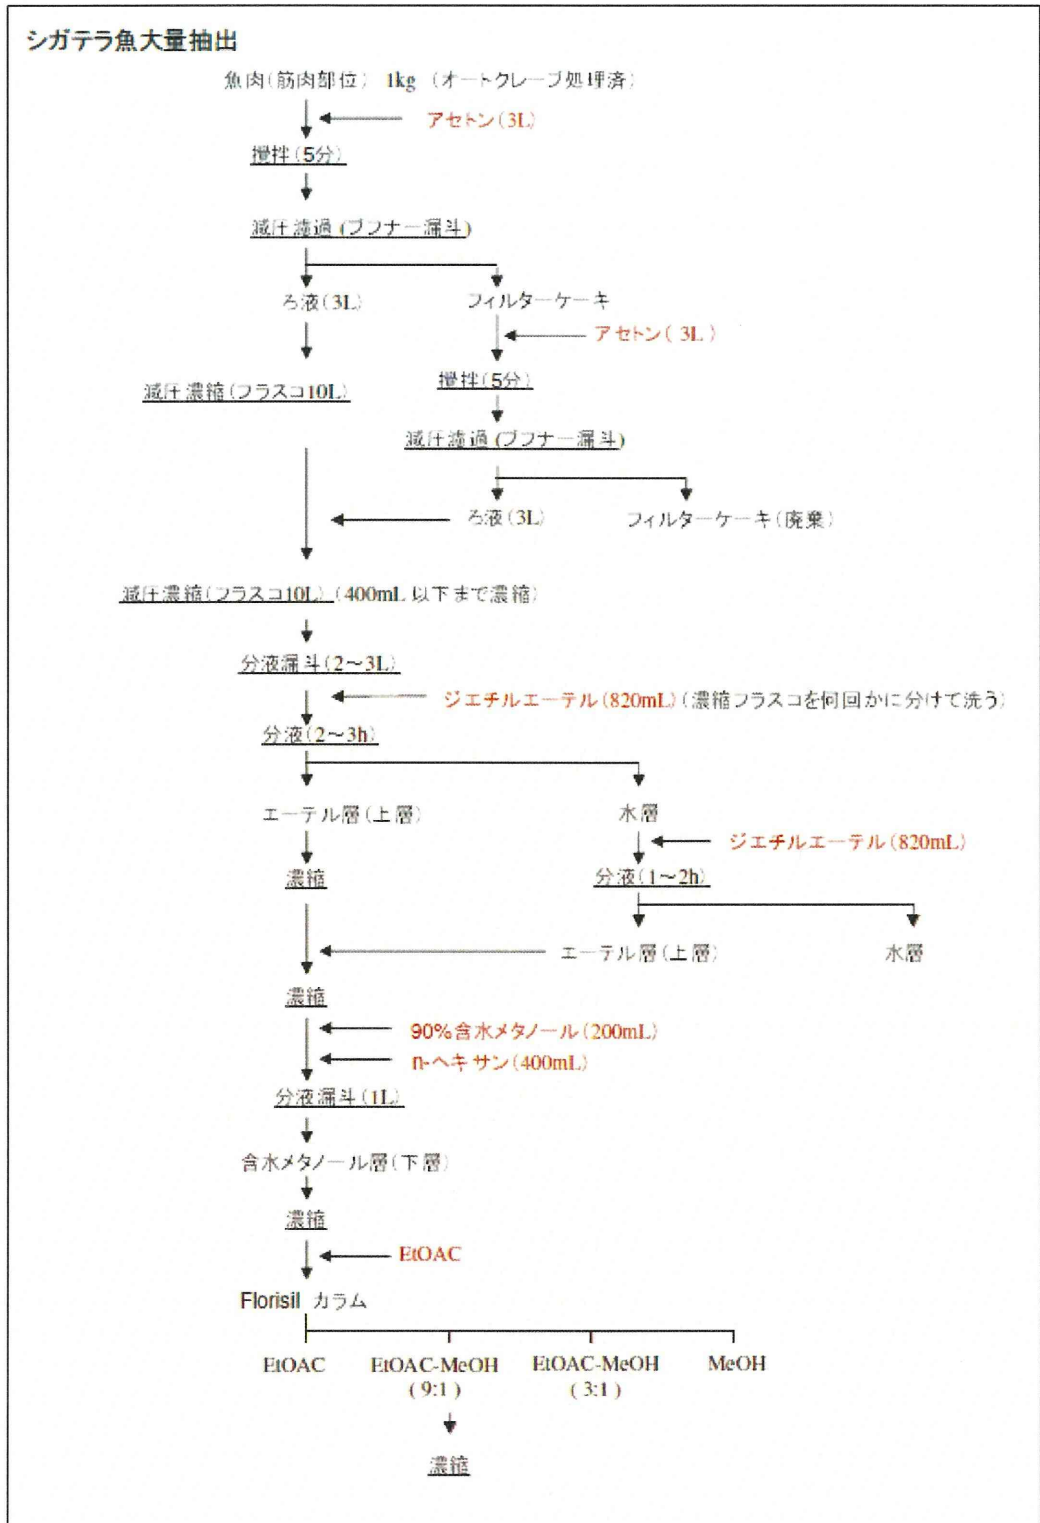 シガテラ魚大量抽出
魚肉(筋肉部位) 1kg (オートクレーブ処理済)
アセトン(3L)
攪拌(5分)
減圧濾過(ブフナー漏斗)
ろ液(3L) フィルターケーキ
アセトン( 3L )
減圧濃縮(フラスコ10L) 攪拌(5分)
減圧濾過(ブフナー漏斗)
ろ液(3L) フィルターケーキ(廃棄)
減圧濃縮(フラスコ10L) (400mL 以下まで濃縮)
分液漏斗(2～3L)
ジエチルエーテル(820mL) (濃縮フラスコを何回かに分けて洗う)
分液(2～3h)
エーテル層(上層) 水層
ジエチルエーテル(820mL)
濃縮 分液(1～2h)
エーテル層(上層) 水層
濃縮
90%含水メタノール(200mL)
n-ヘキサン(400mL)
分液漏斗(1L)
含水メタノール層(下層)
濃縮
EtOAC
Florisil カラム
EtOAC EtOAC-MeOH EtOAC-MeOH MeOH
( 9:1 ) ( 3:1 )
濃縮